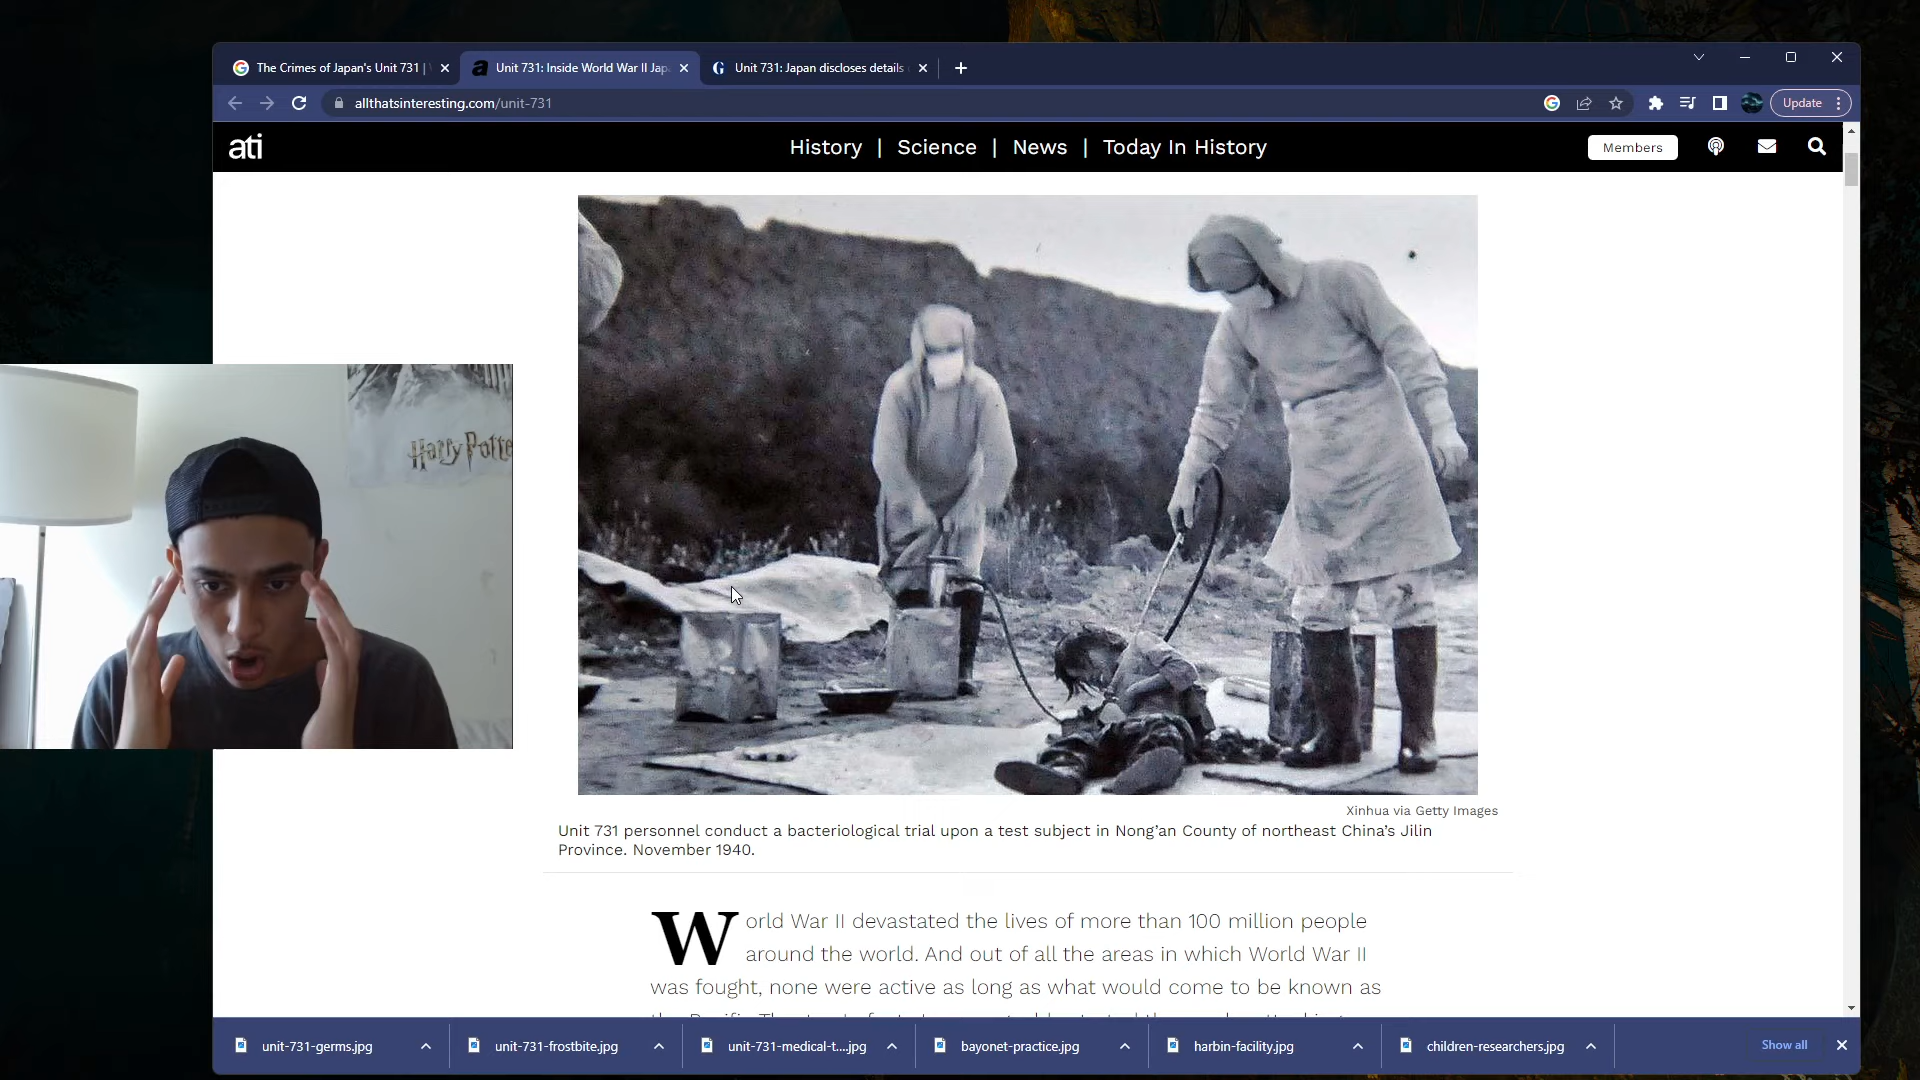 The Crimes of Japan's Unit 731 |
Unit 731: Inside World War II Jap
Unit 731: Japan discloses details
allthatsinteresting.com/unit-731
Update
ati
History | Science | News | Today In History
Members
Harry Potte
Xinhua via Getty Images
Unit 731 personnel conduct a bacteriological trial upon a test subject in Nong'an County of northeast China's Jilin
Province. November 1940.
World War II devastated the lives of more than 100 million people
around the world. And out of all the areas in which World War II
was fought, none were active as long as what would come to be known as
unit-731-germs.jpg
unit-731-frostbite.jpg
unit-731-medical-t....jpg
bayonet-practice.jpg
harbin-facility.jpg
children-researchers.jpg
Show all